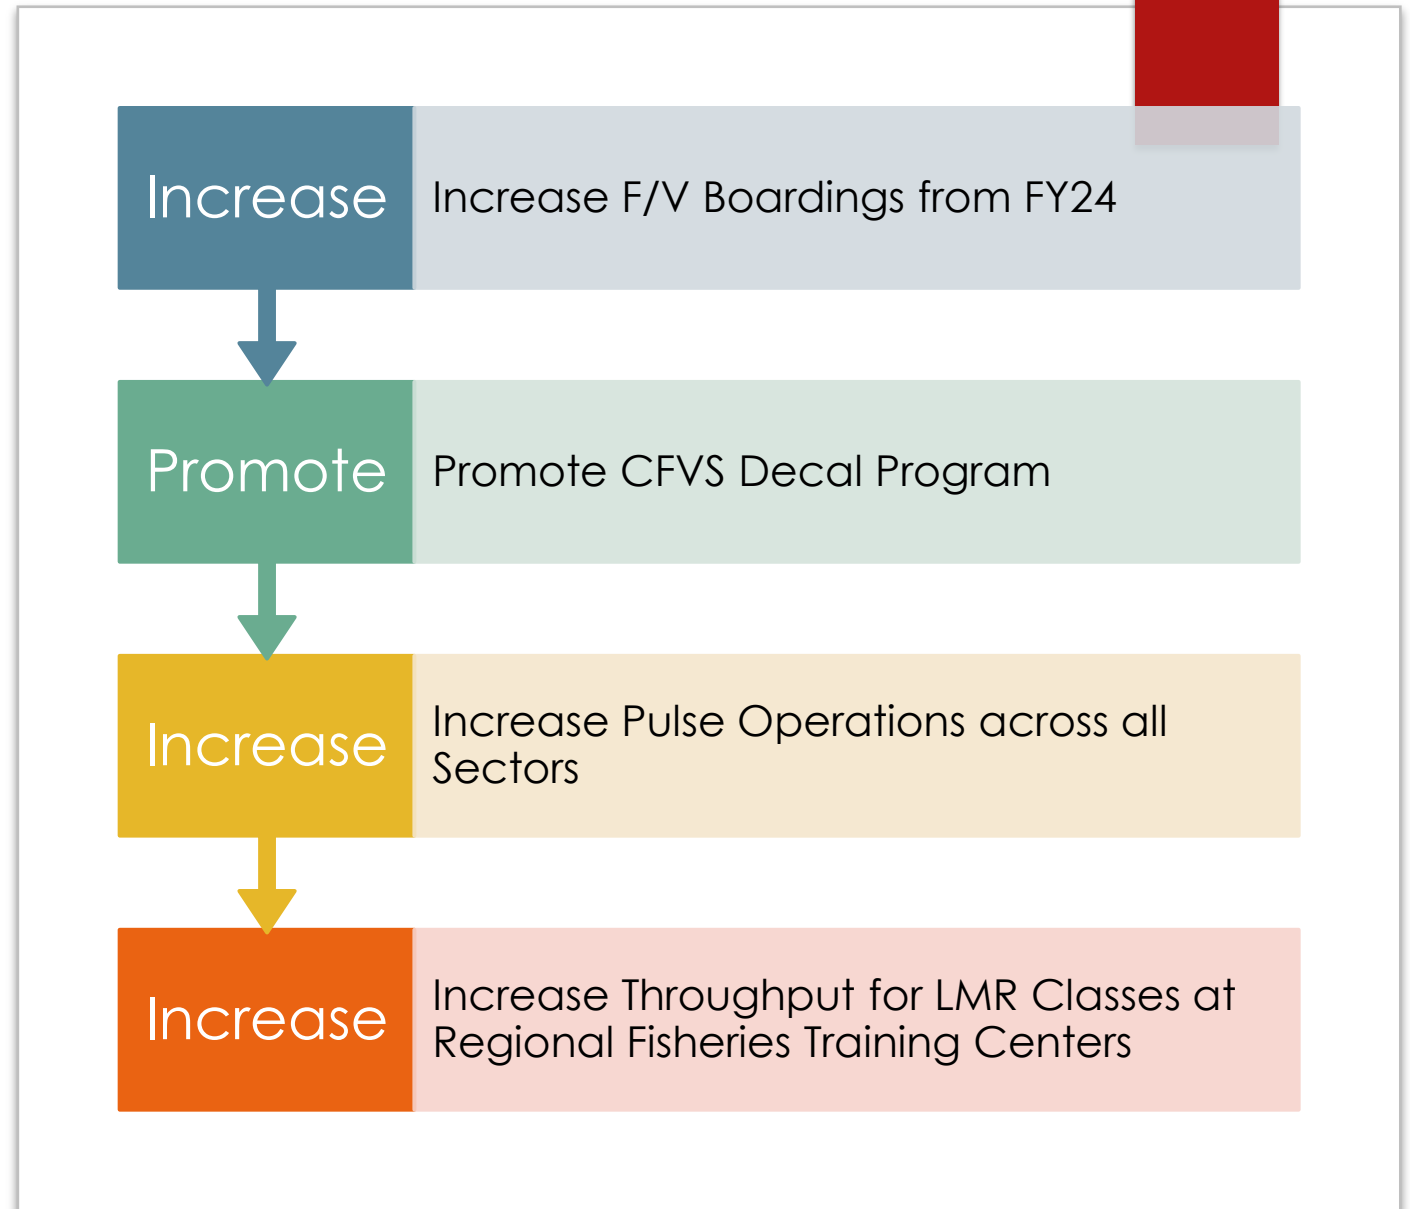 Increase
Increase F/V Boardings from FY24
Promote
Promote CFVS Decal Program
Increase
Increase Pulse Operations across all
Sectors
Increase
Increase Throughput for LMR Classes at
Regional Fisheries Training Centers